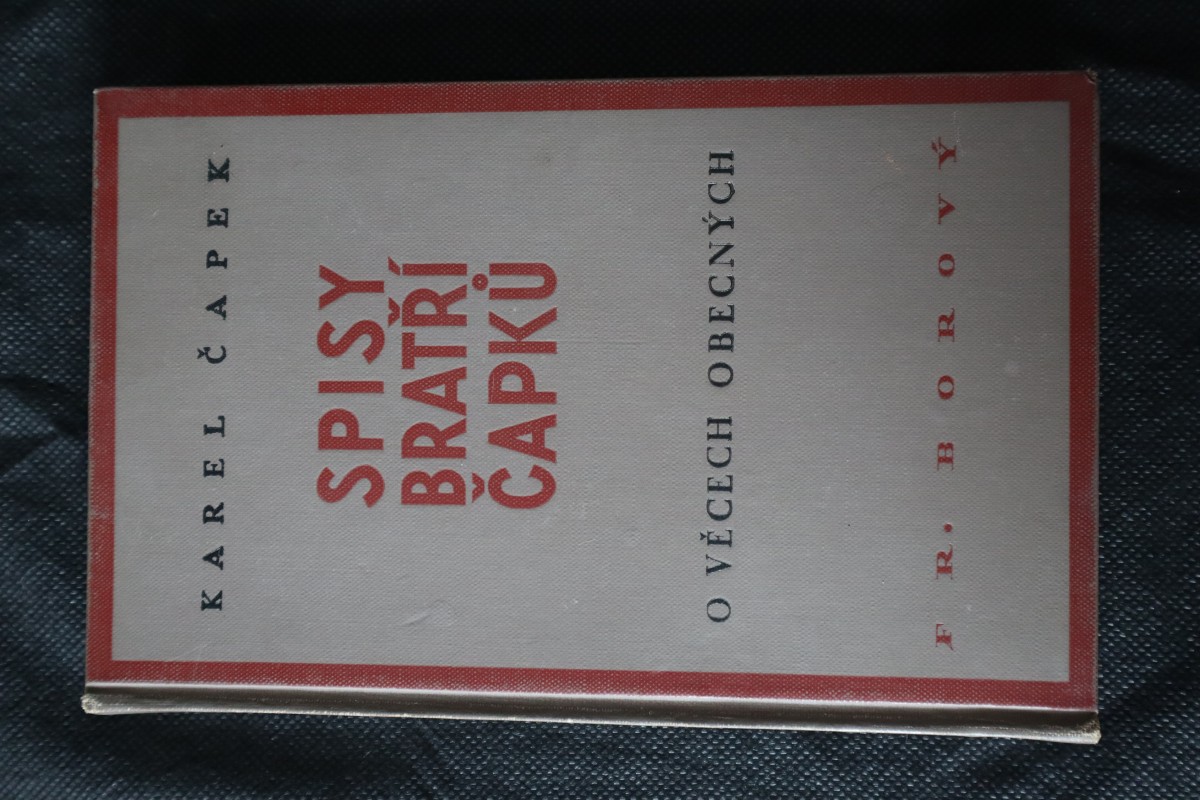 KAREL ČAPEK
SPISY
BRATŘÍ
ČAPKŮ
O VĚCECH OBECNÝCH
FR. BOROVÝ